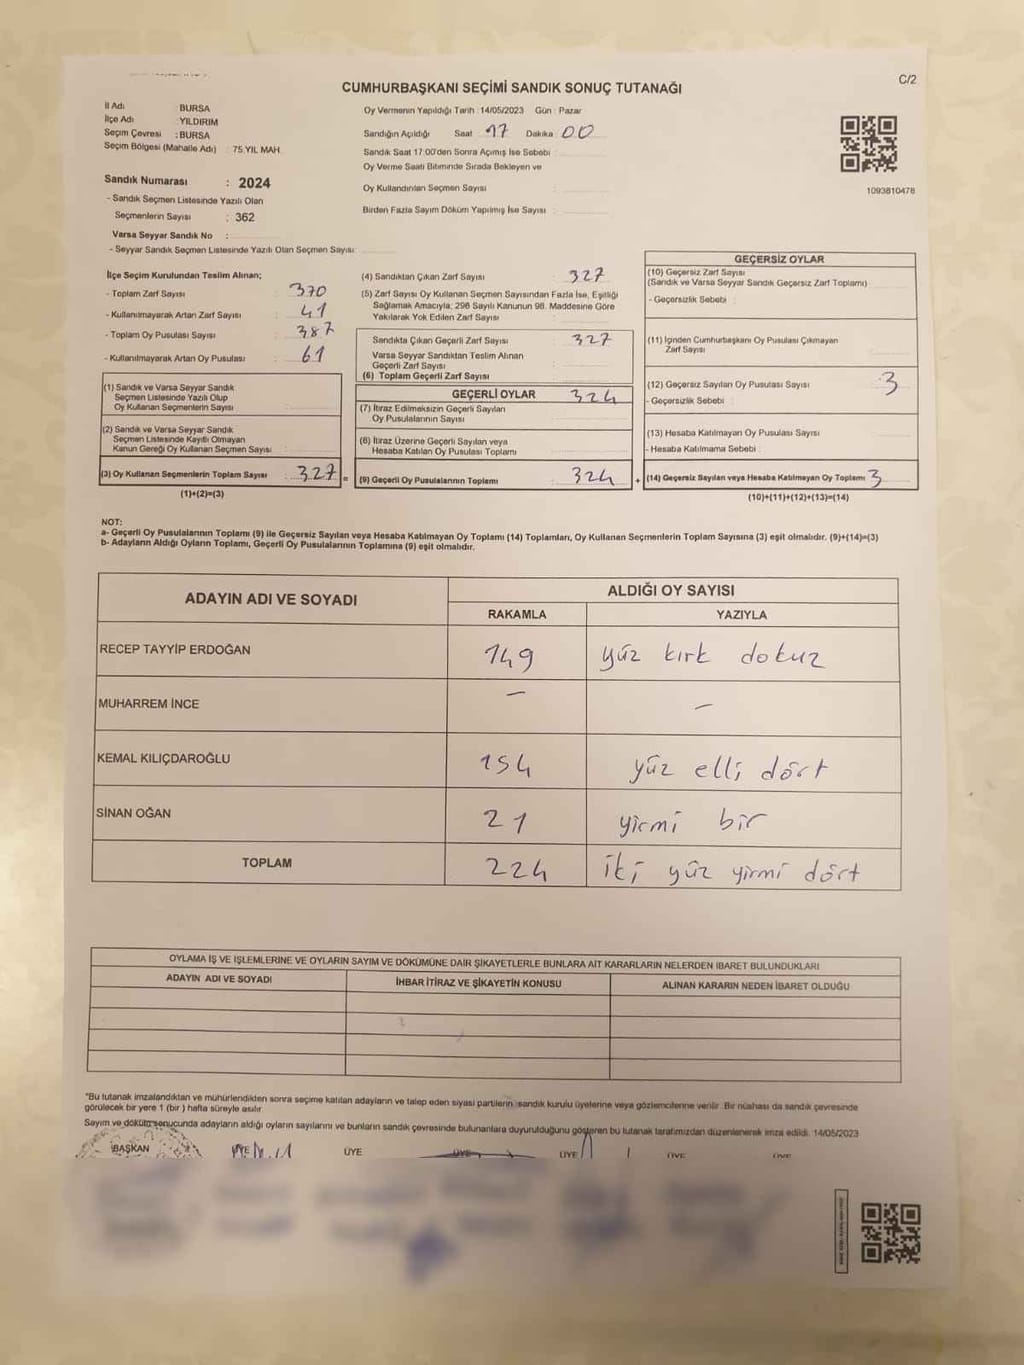 C/2
CUMHURBAŞKANI SEÇİMİ SANDIK SONUÇ TUTANAĞI
İl Adı : BURSA
İlçe Adı : YILDIRIM
Seçim Çevresi : BURSA
Seçim Bölgesi (Mahalle Adı) : 75.YIL MAH.
Sandık Numarası : 2024
- Sandık Seçmen Listesinde Yazılı Olan
Seçmenlerin Sayısı : 362
Varsa Seyyar Sandık No :
- Seyyar Sandık Seçmen Listesinde Yazılı Olan Seçmen Sayısı
Oy Vermenin Yapıldığı Tarih : 14/05/2023 Gün : Pazar
Sandığın Açıldığı Saat 17 Dakika : 00
Sandık Saat 17:00'den Sonra Açımış İse Sebebi :
Oy Verme Saati Bitiminde Sırada Bekleyen ve
Oy Kullandırılan Seçmen Sayısı :
Birden Fazla Sayım Döküm Yapılmış İse Sayısı :
1093810478
İlçe Seçim Kurulundan Teslim Alınan;
- Toplam Zarf Sayısı : 370
- Kullanılmayarak Artan Zarf Sayısı : 41
- Toplam Oy Pusulası Sayısı : 387
- Kullanılmayarak Artan Oy Pusulası : 61
(1) Sandık ve Varsa Seyyar Sandık
Seçmen Listesinde Yazılı Olup
Oy Kullanan Seçmenlerin Sayısı :
(2) Sandık ve Varsa Seyyar Sandık
Seçmen Listesinde Kayıtlı Olmayan
Kanun Gereği Oy Kullanan Seçmen Sayısı :
(3) Oy Kullanan Seçmenlerin Toplam Sayısı : 327 =
(1)+(2)=(3)
(4) Sandıktan Çıkan Zarf Sayısı : 327
(5) Zarf Sayısı Oy Kullanan Seçmen Sayısından Fazla İse, Eşitliği
Sağlamak Amacıyla; 298 Sayılı Kanunun 98. Maddesine Göre
Yakılarak Yok Edilen Zarf Sayısı :
Sandıkta Çıkan Geçerli Zarf Sayısı : 327
Varsa Seyyar Sandıktan Teslim Alınan
Geçerli Zarf Sayısı :
(6) Toplam Geçerli Zarf Sayısı :
GEÇERLİ OYLAR 324
(7) İtiraz Edilmeksizin Geçerli Sayılan
Oy Pusulalarının Sayısı :
(8) İtiraz Üzerine Geçerli Sayılan veya
Hesaba Katılan Oy Pusulası Toplamı :
(9) Geçerli Oy Pusulalarının Toplamı : 324 +
GEÇERSİZ OYLAR
(10) Geçersiz Zarf Sayısı
(Sandık ve Varsa Seyyar Sandık Geçersiz Zarf Toplamı) :
- Geçersizlik Sebebi :
(11) İçinden Cumhurbaşkanı Oy Pusulası Çıkmayan
Zarf Sayısı :
(12) Geçersiz Sayılan Oy Pusulası Sayısı : 3
- Geçersizlik Sebebi :
(13) Hesaba Katılmayan Oy Pusulası Sayısı :
- Hesaba Katılmama Sebebi :
(14) Geçersiz Sayılan veya Hesaba Katılmayan Oy Toplamı : 3
(10)+(11)+(12)+(13)=(14)
NOT:
a- Geçerli Oy Pusulalarının Toplamı (9) ile Geçersiz Sayılan veya Hesaba Katılmayan Oy Toplamı (14) Toplamları, Oy Kullanan Seçmenlerin Toplam Sayısına (3) eşit olmalıdır. (9)+(14)=(3)
b- Adayların Aldığı Oyların Toplamı, Geçerli Oy Pusulalarının Toplamına (9) eşit olmalıdır.
ADAYIN ADI VE SOYADI ALDIĞI OY SAYISI
RAKAMLA YAZIYLA
RECEP TAYYİP ERDOĞAN 149 yüz kırk dokuz
MUHARREM İNCE - -
KEMAL KILIÇDAROĞLU 154 yüz elli dört
SİNAN OĞAN 21 yirmi bir
TOPLAM 224 iki yüz yirmi dört
OYLAMA İŞ VE İŞLEMLERİNE VE OYLARIN SAYIM VE DÖKÜMÜNE DAİR ŞİKAYETLERLE BUNLARA AİT KARARLARIN NELERDEN İBARET BULUNDUKLARI
ADAYIN ADI VE SOYADI İHBAR İTİRAZ VE ŞİKAYETİN KONUSU ALINAN KARARIN NEDEN İBARET OLDUĞU
*Bu tutanak imzalandıktan ve mühürlendikten sonra seçime katılan adayların ve talep eden siyasi partilerin sandık kurulu üyelerine veya gözlemcilerine verilir. Bir nüshası da sandık çevresinde
görülecek bir yere 1 (bir) hafta süreyle asılır.
Sayım ve döküm sonucunda adayların aldığı oyların sayılarını ve bunların sandık çevresinde bulunanlara duyurulduğunu gösteren bu tutanak tarafımızdan düzenlenerek imza edildi. 14/05/2023
BAŞKAN ÜYE ÜYE ÜYE ÜYE ÜYE ÜYE